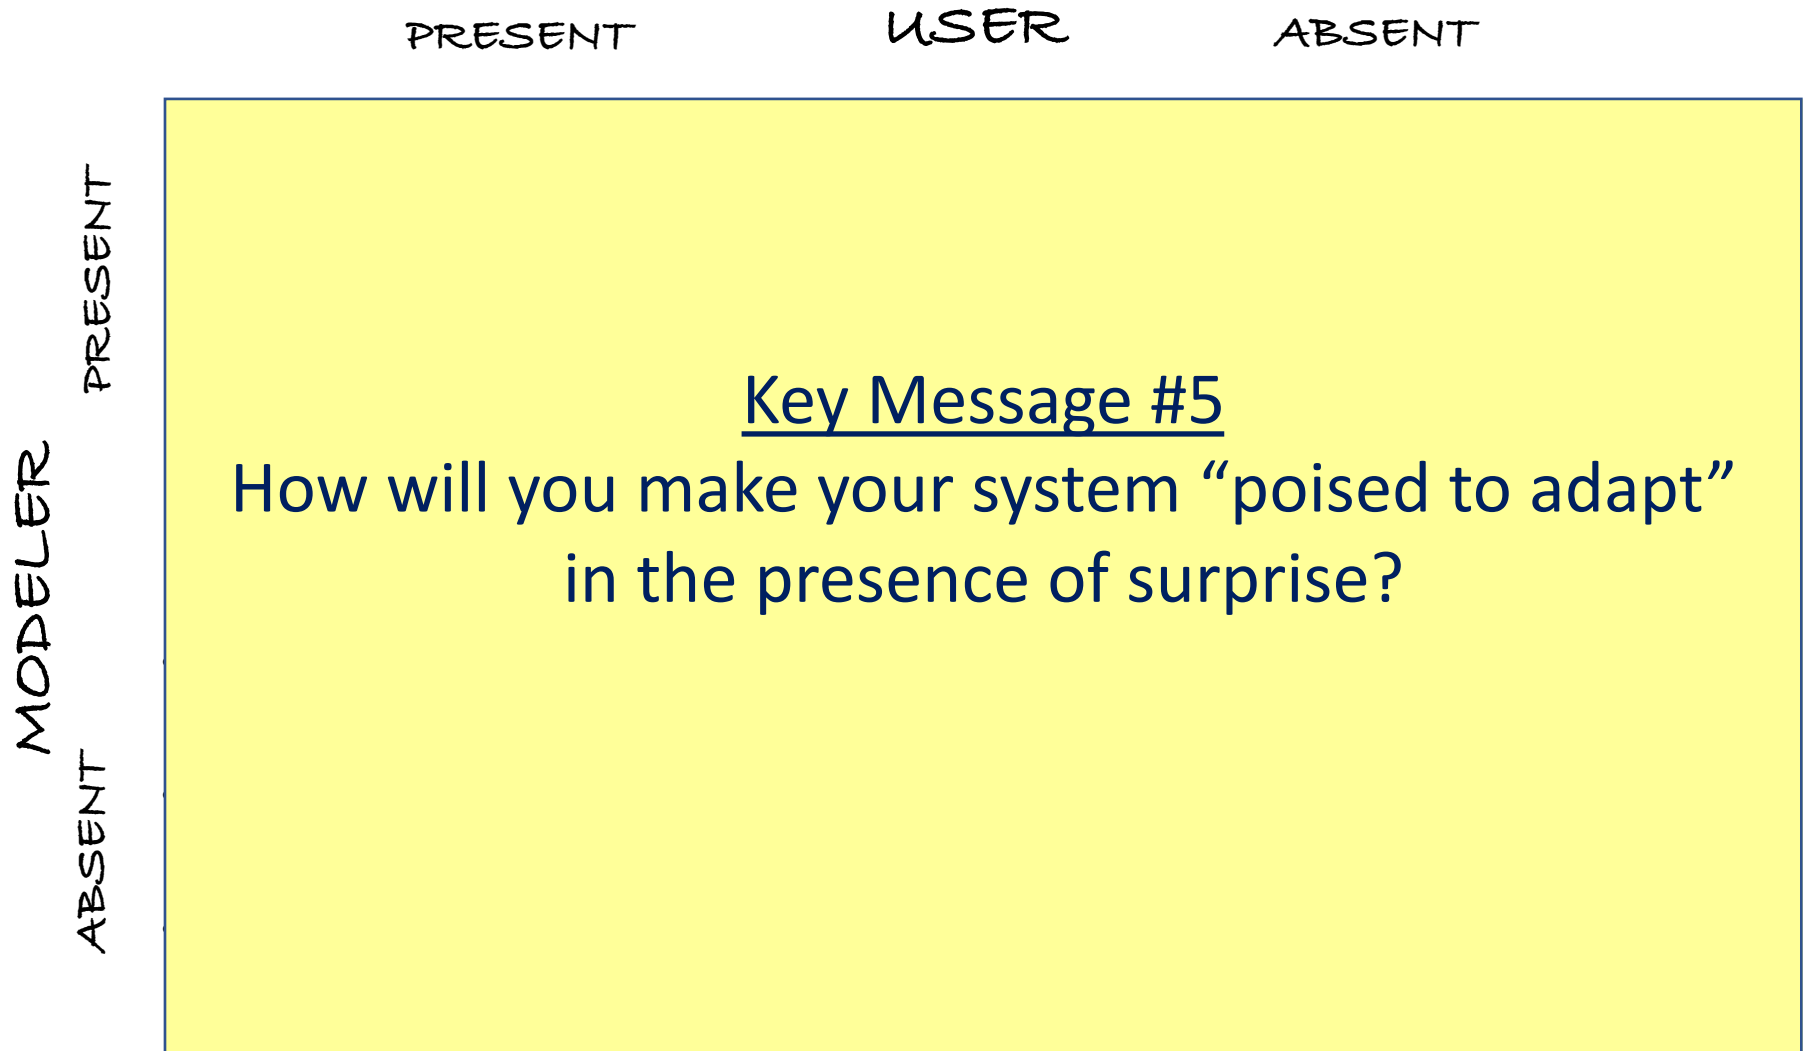 PRESENT USER ABSENT
MODELER
PRESENT
ABSENT
Key Message #5
How will you make your system “poised to adapt”
in the presence of surprise?